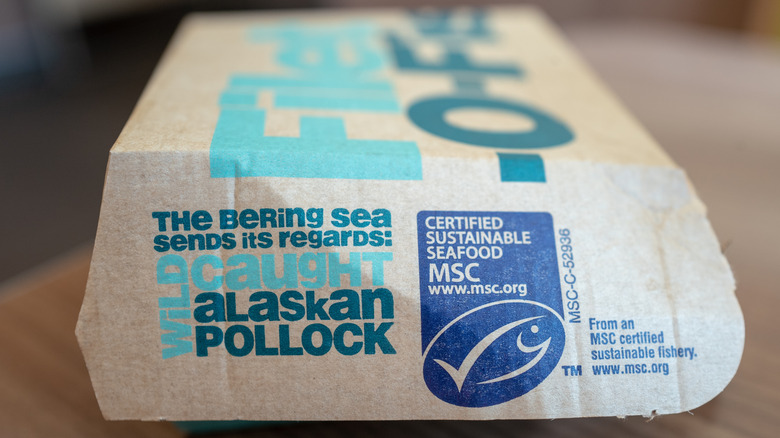 Filet
-O-F
THE BERING SEA
SENDS ITS REGARDS:
WILD
CAUGHT
ALASKAN
POLLOCK
CERTIFIED
SUSTAINABLE
SEAFOOD
MSC
www.msc.org
MSC-C-52936
TM
From an
MSC certified
sustainable fishery.
www.msc.org